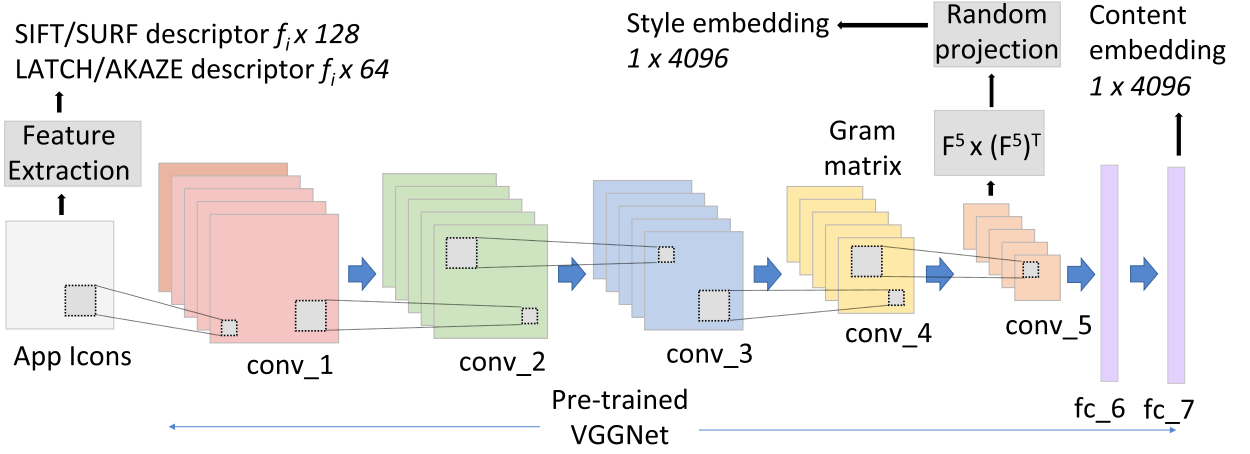 SIFT/SURF descriptor fᵢ x 128
LATCH/AKAZE descriptor fᵢ x 64
Feature
Extraction
App Icons
conv_1
conv_2
conv_3
conv_4
conv_5
fc_6
fc_7
Pre-trained
VGGNet
Gram
matrix
F⁵ x (F⁵)ᵀ
Random
projection
Style embedding
1 x 4096
Content
embedding
1 x 4096